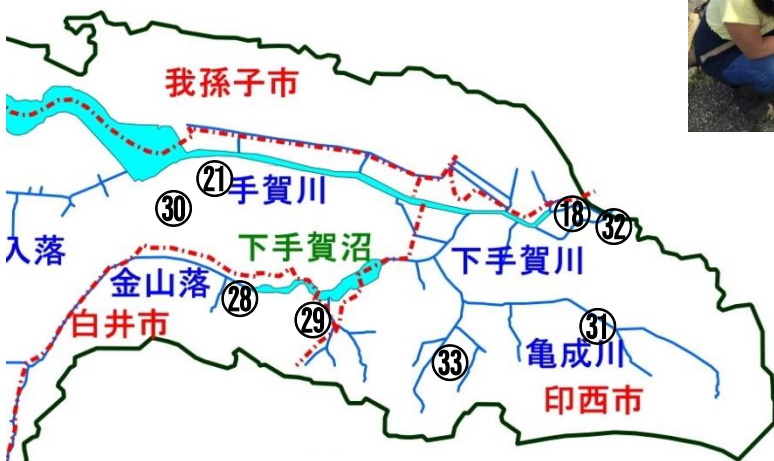 我孫子市
㉑
手賀川
㉚
⑱
㉜
入落
下手賀沼
下手賀川
金山落
㉘
白井市
㉙
㉛
亀成川
㉝
印西市